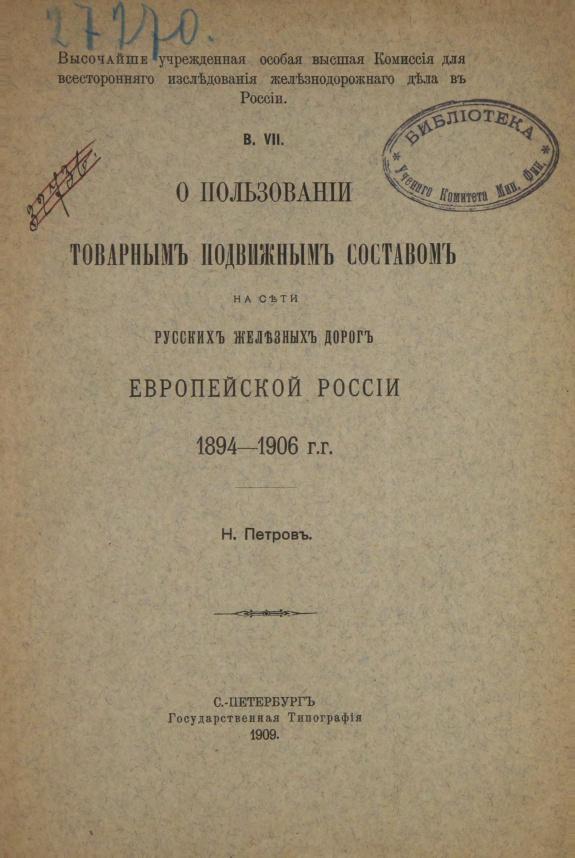 27270.
Высочайше учрежденная особая высшая Комиссія для
всесторонняго изслѣдованія желѣзнодорожнаго дѣла въ
Россіи.
В. VII.
* БИБЛІОТЕКА *
Ученаго Комитета Мин. Фин.
О ПОЛЬЗОВАНІИ
ТОВАРНЫМЪ ПОДВИЖНЫМЪ СОСТАВОМЪ
НА СѢТИ
РУССКИХЪ ЖЕЛѢЗНЫХЪ ДОРОГЪ
ЕВРОПЕЙСКОЙ РОССІИ
1894—1906 г.г.
Н. Петровъ.
С.-ПЕТЕРБУРГЪ
Государственная Типографія
1909.